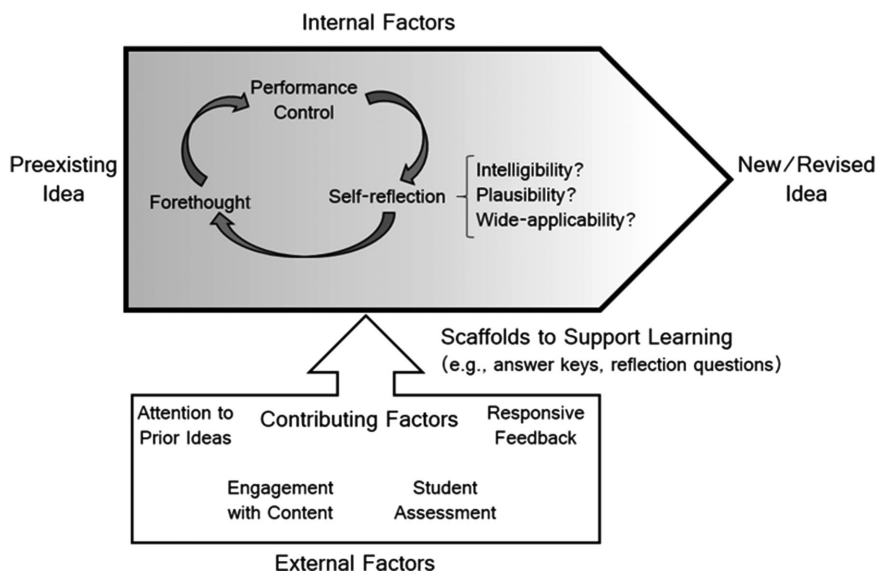 Internal Factors
Performance
Control
Preexisting
Idea
Forethought
Self-reflection
Intelligibility?
Plausibility?
Wide-applicability?
New/Revised
Idea
Scaffolds to Support Learning
(e.g., answer keys, reflection questions)
Attention to
Prior Ideas
Contributing Factors
Responsive
Feedback
Engagement
with Content
Student
Assessment
External Factors